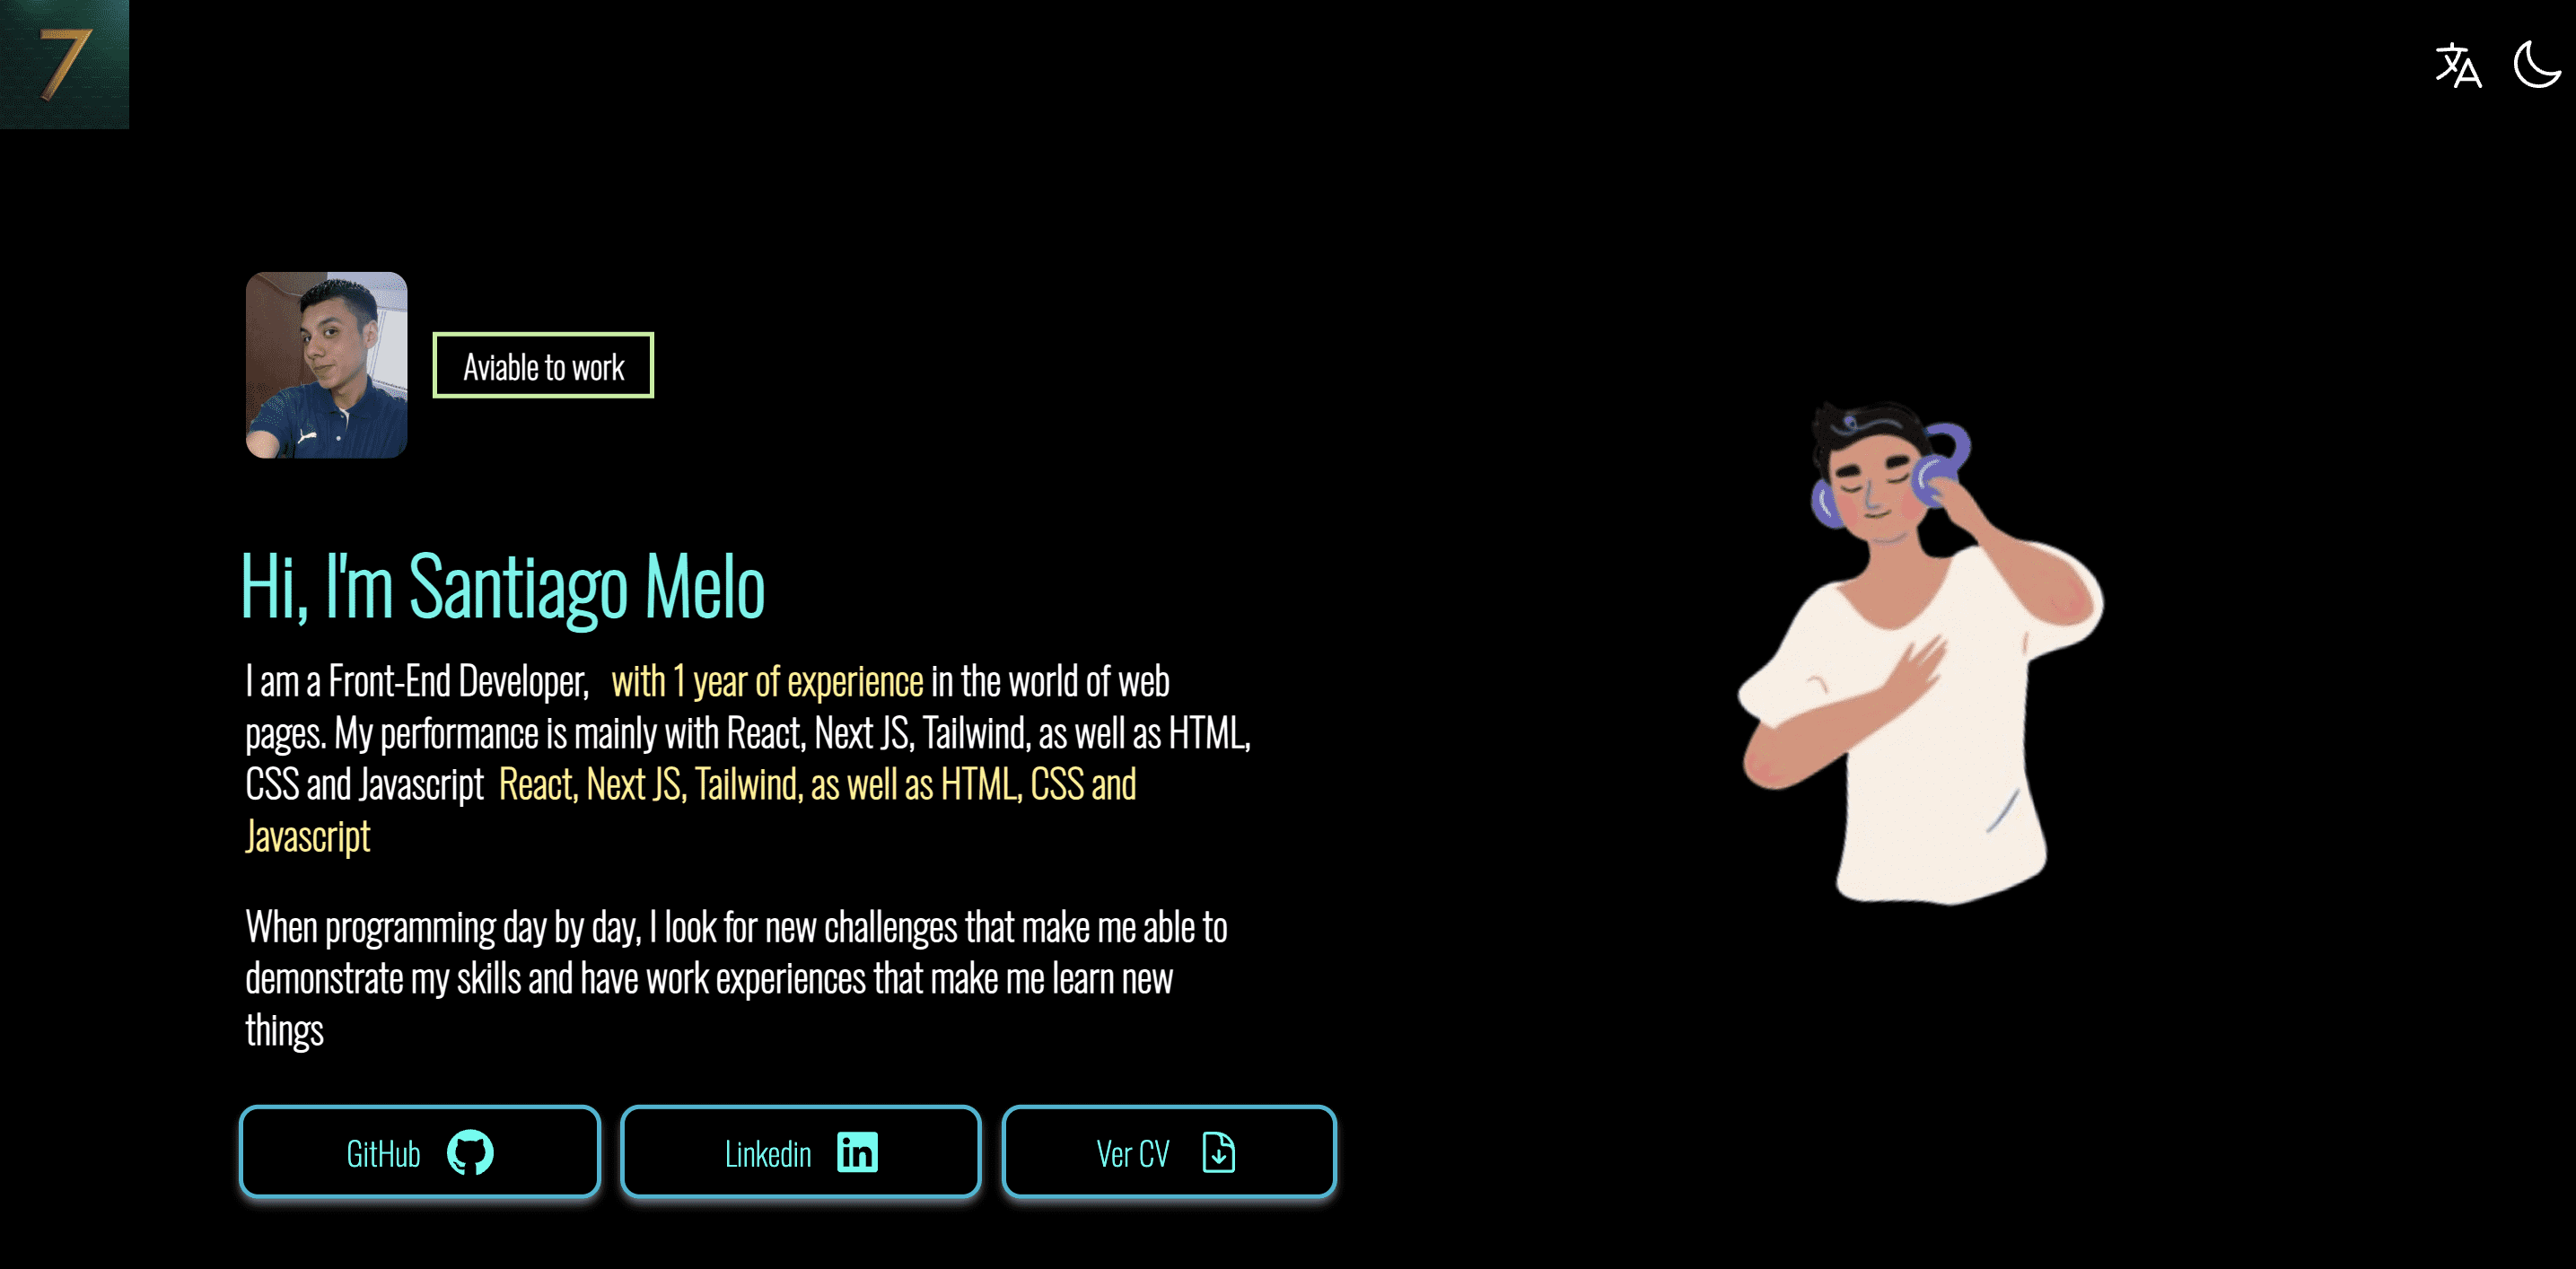 7
Aviable to work
Hi, I'm Santiago Melo
I am a Front-End Developer, with 1 year of experience in the world of web
pages. My performance is mainly with React, Next JS, Tailwind, as well as HTML,
CSS and Javascript React, Next JS, Tailwind, as well as HTML, CSS and
Javascript
When programming day by day, I look for new challenges that make me able to
demonstrate my skills and have work experiences that make me learn new
things
GitHub
Linkedin in
Ver CV